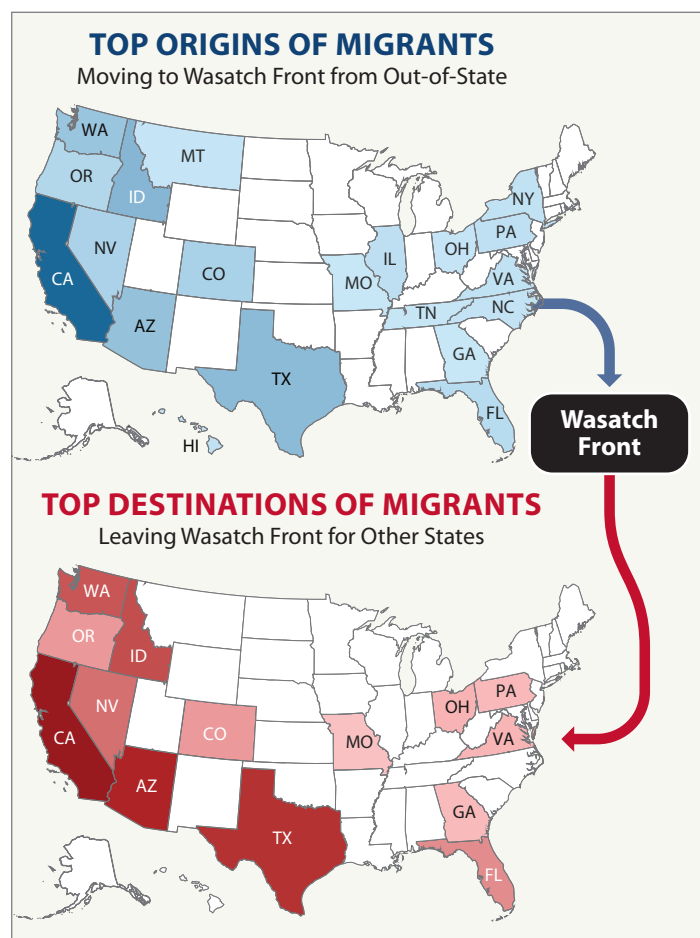 TOP ORIGINS OF MIGRANTS
Moving to Wasatch Front from Out-of-State
WA
MT
OR
ID
NY
PA
NV
IL
OH
CO
CA
MO
VA
TN
NC
AZ
GA
TX
FL
HI
Wasatch
Front
TOP DESTINATIONS OF MIGRANTS
Leaving Wasatch Front for Other States
WA
OR
ID
PA
NV
OH
CO
CA
MO
VA
AZ
GA
TX
FL